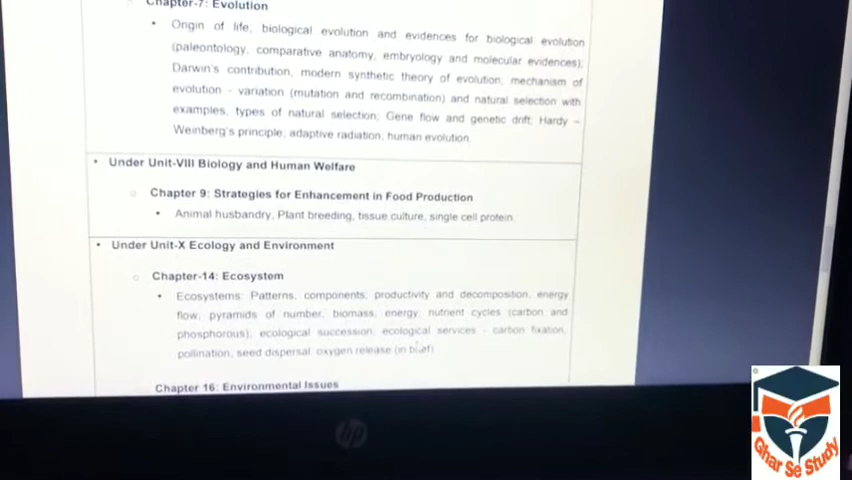 Chapter-7: Evolution
• Origin of life; biological evolution and evidences for biological evolution
(paleontology, comparative anatomy, embryology and molecular evidences);
Darwin's contribution, modern synthetic theory of evolution; mechanism of
evolution - variation (mutation and recombination) and natural selection with
examples, types of natural selection; Gene flow and genetic drift; Hardy –
Weinberg's principle; adaptive radiation; human evolution.
• Under Unit-VIII Biology and Human Welfare
○ Chapter 9: Strategies for Enhancement in Food Production
• Animal husbandry, Plant breeding, tissue culture, single cell protein.
• Under Unit-X Ecology and Environment
○ Chapter-14: Ecosystem
• Ecosystems: Patterns, components; productivity and decomposition; energy
flow; pyramids of number, biomass, energy; nutrient cycles (carbon and
phosphorous); ecological succession; ecological services - carbon fixation,
pollination, seed dispersal, oxygen release (in brief)
Chapter 16: Environmental Issues
hp
Ghar Se Study